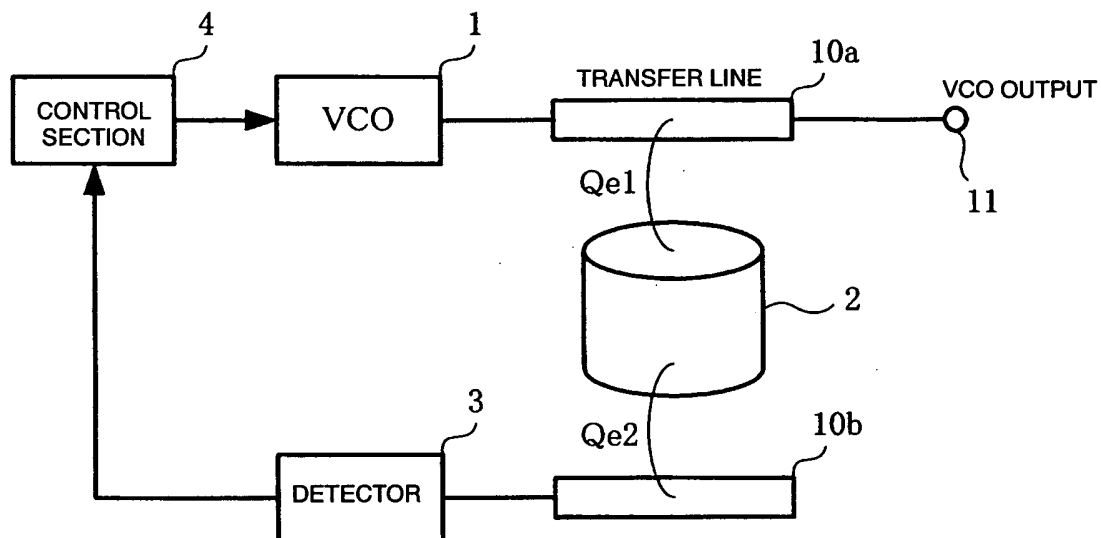 4
1
10a
TRANSFER LINE
VCO OUTPUT
CONTROL
SECTION
VCO
Qe1
11
2
3
Qe2
10b
DETECTOR